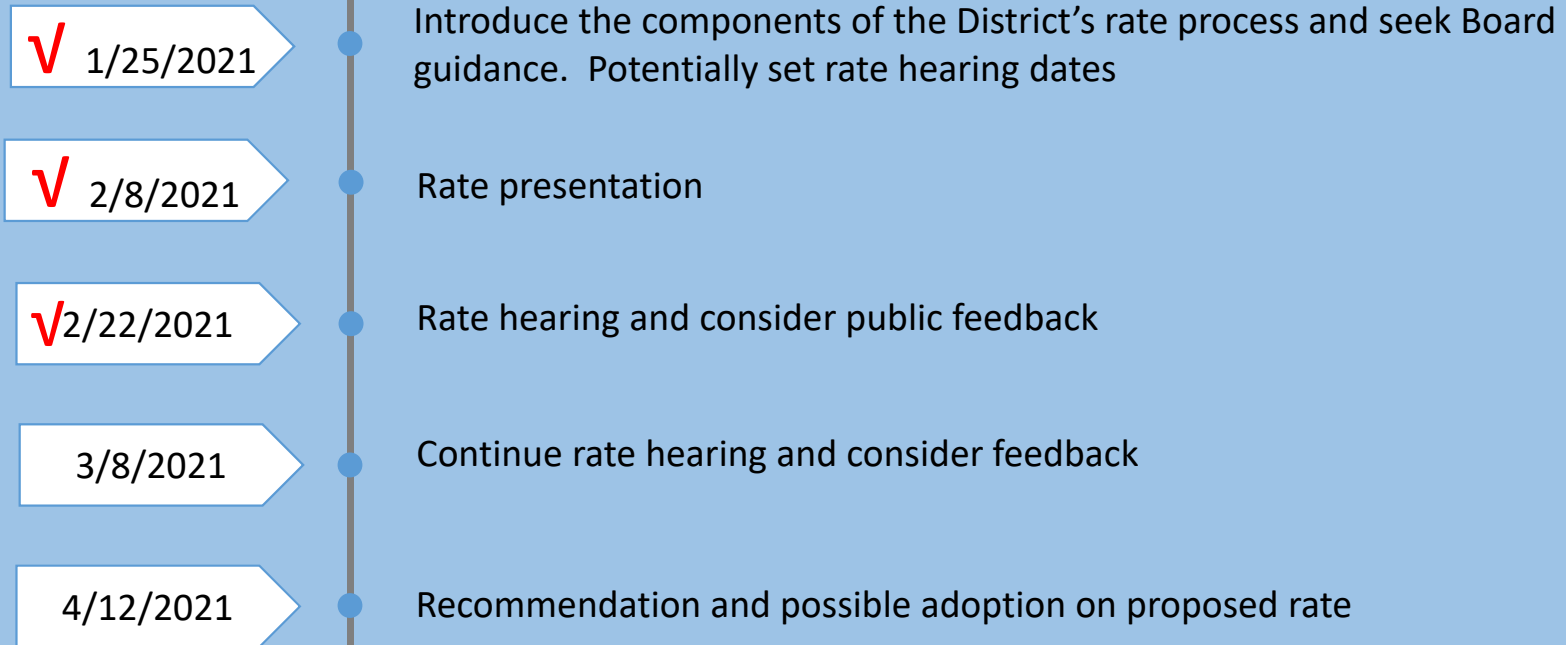 √ 1/25/2021
Introduce the components of the District's rate process and seek Board
guidance.  Potentially set rate hearing dates
√ 2/8/2021
Rate presentation
√2/22/2021
Rate hearing and consider public feedback
3/8/2021
Continue rate hearing and consider feedback
4/12/2021
Recommendation and possible adoption on proposed rate